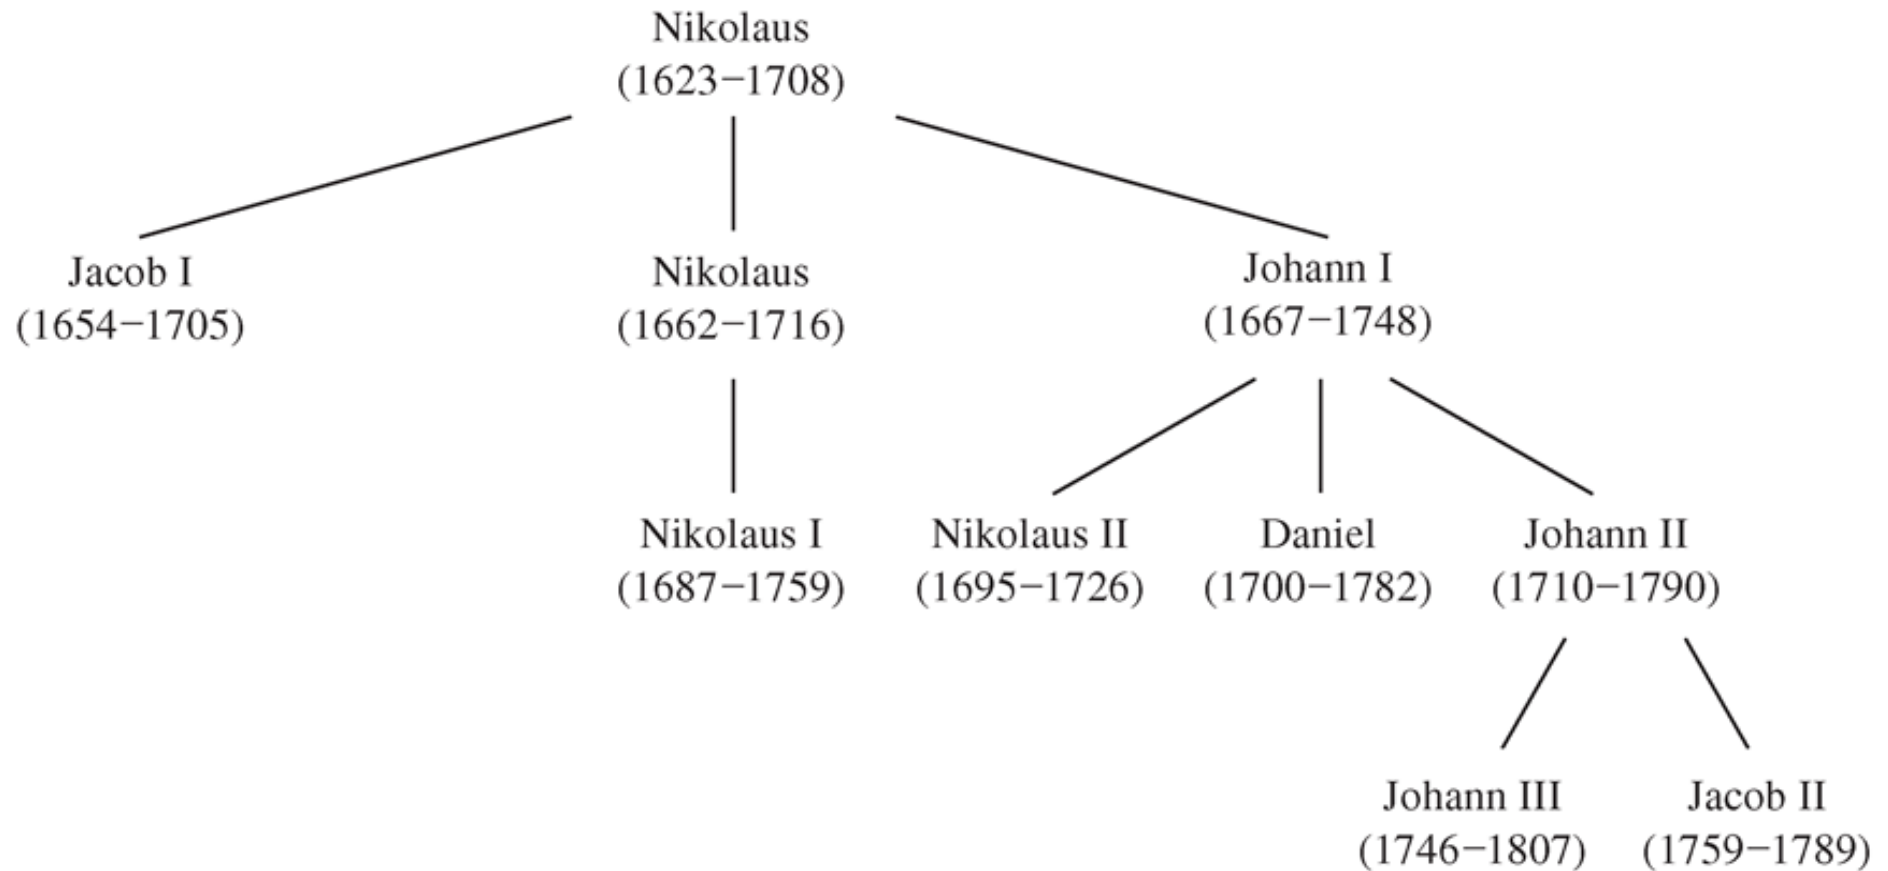 Nikolaus
(1623−1708)
Jacob I
(1654−1705)
Nikolaus
(1662−1716)
Johann I
(1667−1748)
Nikolaus I
(1687−1759)
Nikolaus II
(1695−1726)
Daniel
(1700−1782)
Johann II
(1710−1790)
Johann III
(1746−1807)
Jacob II
(1759−1789)